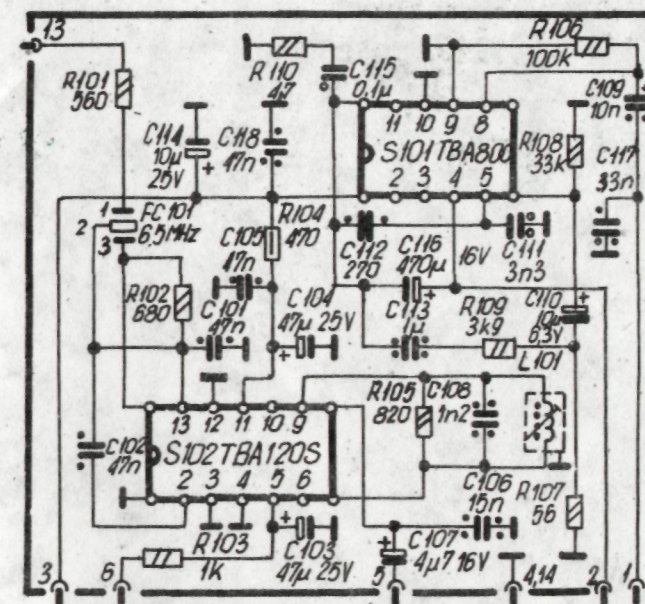 13
R101
560
R110
47
C115
0,1µ
R106
100k
C109
10n
C114
10µ
25V
+
C118
47n
11 10 9 8
S101 TBA800
2 3 4 5
R108
33k
C117
33n
1
2
3
FC101
6,5MHz
R104
470
C105
47n
C112
270
C116
470µ
16V
+
C111
3n3
R102
680
C101
47n
C104
47µ 25V
+
C113
1µ
R109
3k9
C110
10µ
6,3V
+
L101
R105
820
C108
1n2
13 12 11 10 9
S102 TBA120S
2 3 4 5 6
C102
47n
C106
15n
R107
56
R103
1K
C103
47µ 25V
+
C107
4µ7 16V
+
3
6
5
4,14
2
1